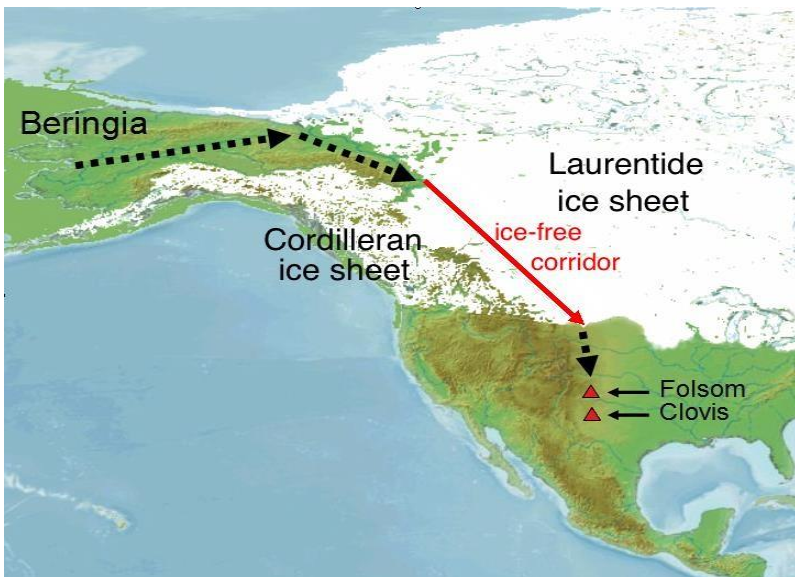 Beringia
Laurentide
ice sheet
ice-free
corridor
Cordilleran
ice sheet
Folsom
Clovis